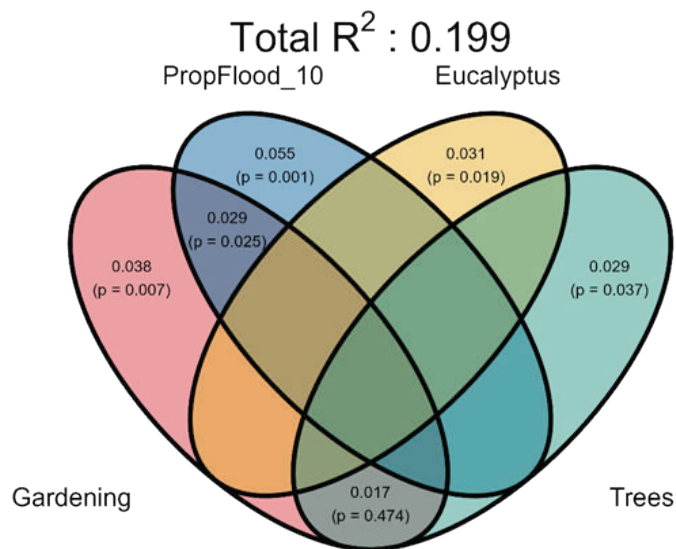 Total R² : 0.199
PropFlood_10 Eucalyptus
0.055
(p = 0.001)
0.031
(p = 0.019)
0.029
(p = 0.025)
0.038
(p = 0.007)
0.029
(p = 0.037)
Gardening
0.017
(p = 0.474)
Trees